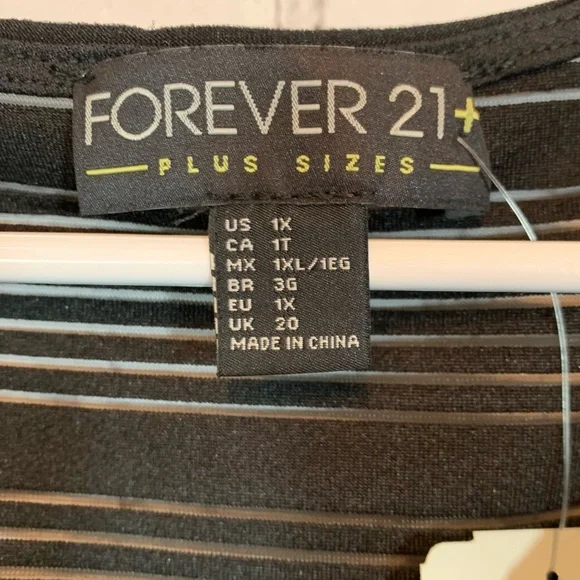 FOREVER 21+
PLUS SIZES
US 1X
CA 1T
MX 1XL/1EG
BR 3G
EU 1X
UK 20
MADE IN CHINA